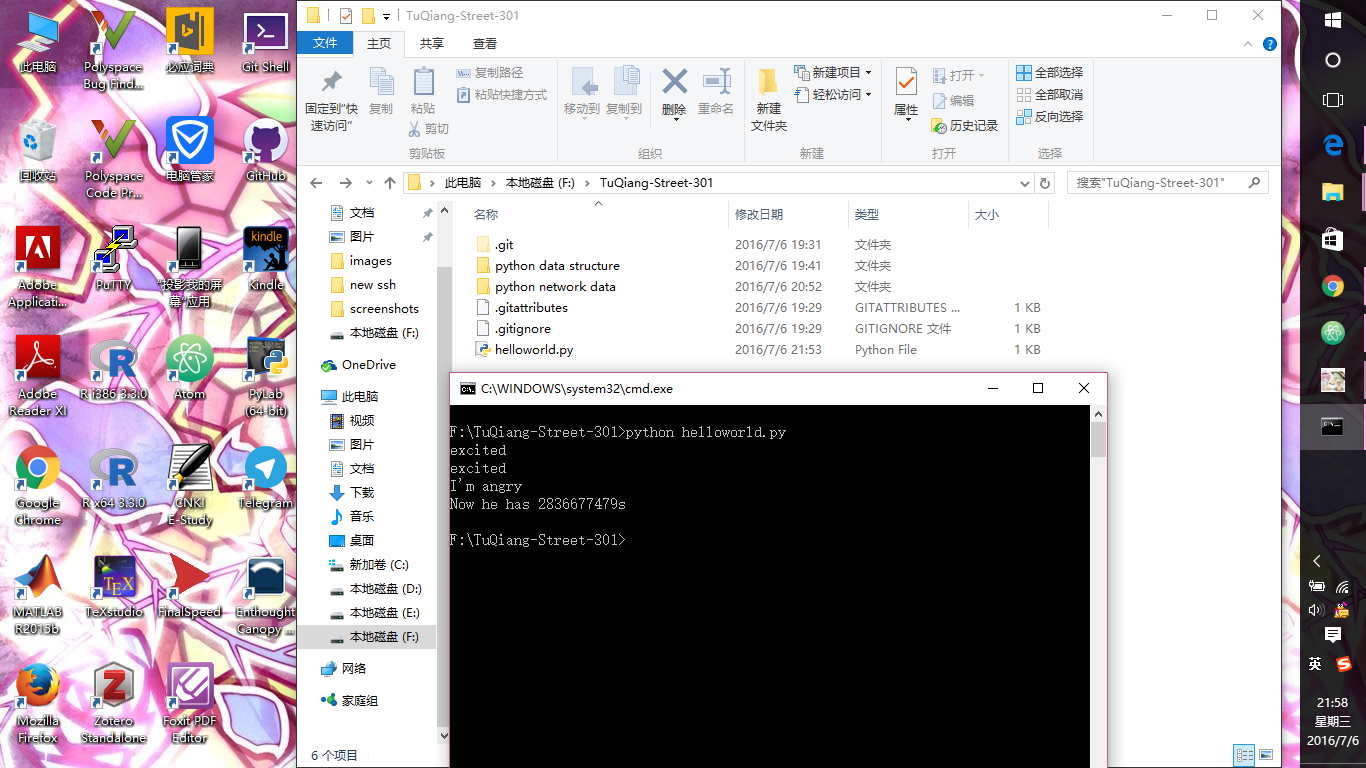 此电脑
Polyspace
Bug Find...
必应词典
Git Shell
回收站
Polyspace
Code Pr...
电脑管家
GitHub
Adobe
Applicati...
PuTTY
"投影我的屏
幕"应用
kindle
Kindle
Adobe
Reader XI
R i386 3.3.0
Atom
PyLab
(64-bit)
Google
Chrome
R x64 3.3.0
CNKI
E-Study
Telegram
MATLAB
R2015b
TEX
TeXstudio
FinalSpeed
Enthought
Canopy ...
Mozilla
Firefox
Zotero
Standalone
Foxit PDF
Editor
TuQiang-Street-301
文件 主页 共享 查看
固定到"快
速访问"
复制
粘贴
复制路径
粘贴快捷方式
剪切
剪贴板
移动到 复制到 删除 重命名
组织
新建
文件夹
新建项目
轻松访问
新建
属性
打开
编辑
历史记录
打开
全部选择
全部取消
反向选择
选择
此电脑 本地磁盘 (F:) TuQiang-Street-301
搜索"TuQiang-Street-301"
文档
图片
images
new ssh
screenshots
本地磁盘 (F:)
OneDrive
此电脑
视频
图片
文档
下载
音乐
桌面
新加卷 (C:)
本地磁盘 (D:)
本地磁盘 (E:)
本地磁盘 (F:)
网络
家庭组
6 个项目
名称 修改日期 类型 大小
.git 2016/7/6 19:31 文件夹
python data structure 2016/7/6 19:41 文件夹
python network data 2016/7/6 20:52 文件夹
.gitattributes 2016/7/6 19:29 GITATTRIBUTES ... 1 KB
.gitignore 2016/7/6 19:29 GITIGNORE 文件 1 KB
helloworld.py 2016/7/6 21:53 Python File 1 KB
C:\WINDOWS\system32\cmd.exe
F:\TuQiang-Street-301>python helloworld.py
excited
excited
I'm angry
Now he has 2836677479s
F:\TuQiang-Street-301>
英
21:58
星期三
2016/7/6